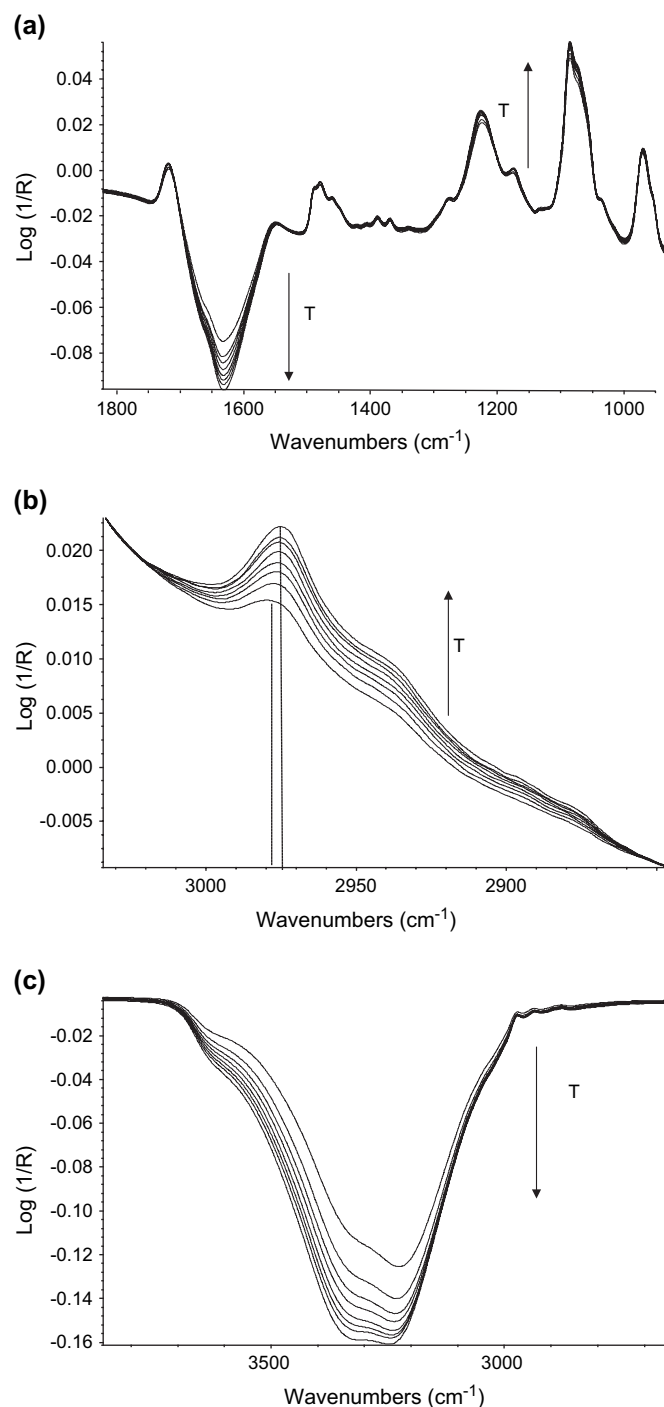 (a)
0.04
0.02
0.00
-0.02
-0.04
-0.06
-0.08
Log (1/R)
T
T
1800 1600 1400 1200 1000
Wavenumbers (cm-1)
(b)
0.020
0.015
0.010
0.005
0.000
-0.005
Log (1/R)
T
3000 2950 2900
Wavenumbers (cm-1)
(c)
-0.02
-0.04
-0.06
-0.08
-0.10
-0.12
-0.14
-0.16
Log (1/R)
T
3500 3000
Wavenumbers (cm-1)